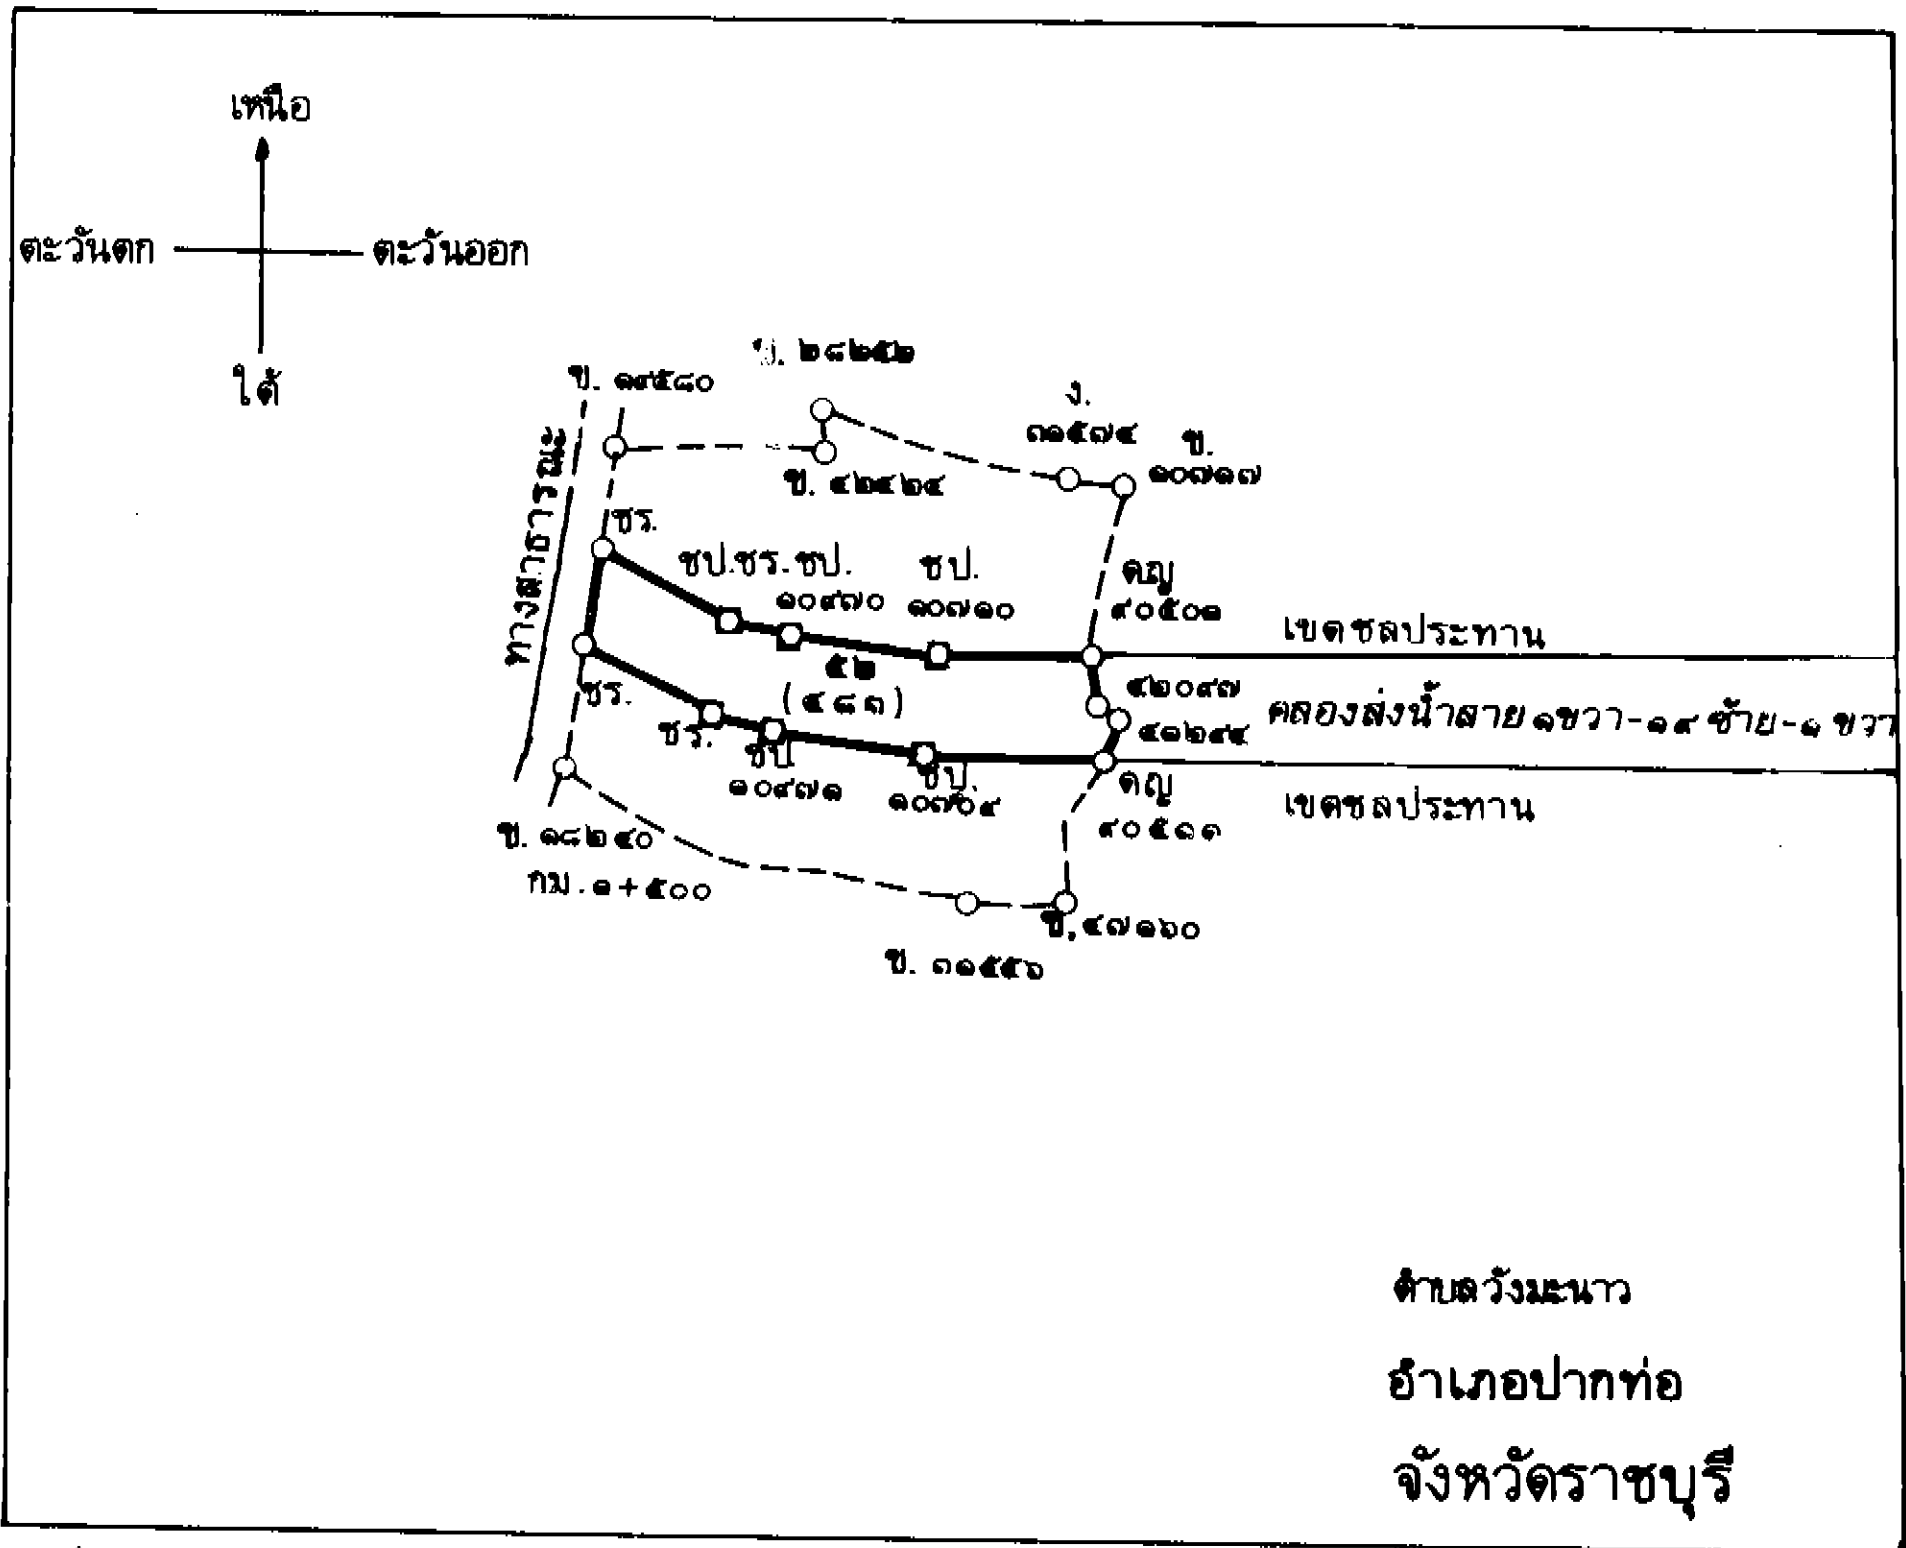 เหนือ
ตะวันตก
ตะวันออก
ใต้
ข. ๒๘๒๕๒
ข. ๑๙๕๘๐
ง.
๓๑๕๗๔
ข.
๑๐๗๑๗
ข. ๔๒๔๒๔
ทางสาธารณะ
ชร.
ชป.ชร.ชป.
๑๐๙๗๐
ชป.
๑๐๗๑๐
ดญ
๙๐๕๐๑
เขตชลประทาน
๕๒
(๔๘๓)
๔๒๐๙๗
คลองส่งน้ำสาย ๑ขวา-๑๙ ซ้าย-๑ ขวา
ชร.
ชร.
ชป.
๑๐๙๗๑
ชป.
๑๐๗๐๙
ดญ
๙๐๕๑๑
เขตชลประทาน
ข. ๑๘๒๔๐
กม. ๑+๕๐๐
ข. ๔๗๑๖๐
ข. ๓๑๕๕๖
ตำบลวังมะนาว
อำเภอปากท่อ
จังหวัดราชบุรี